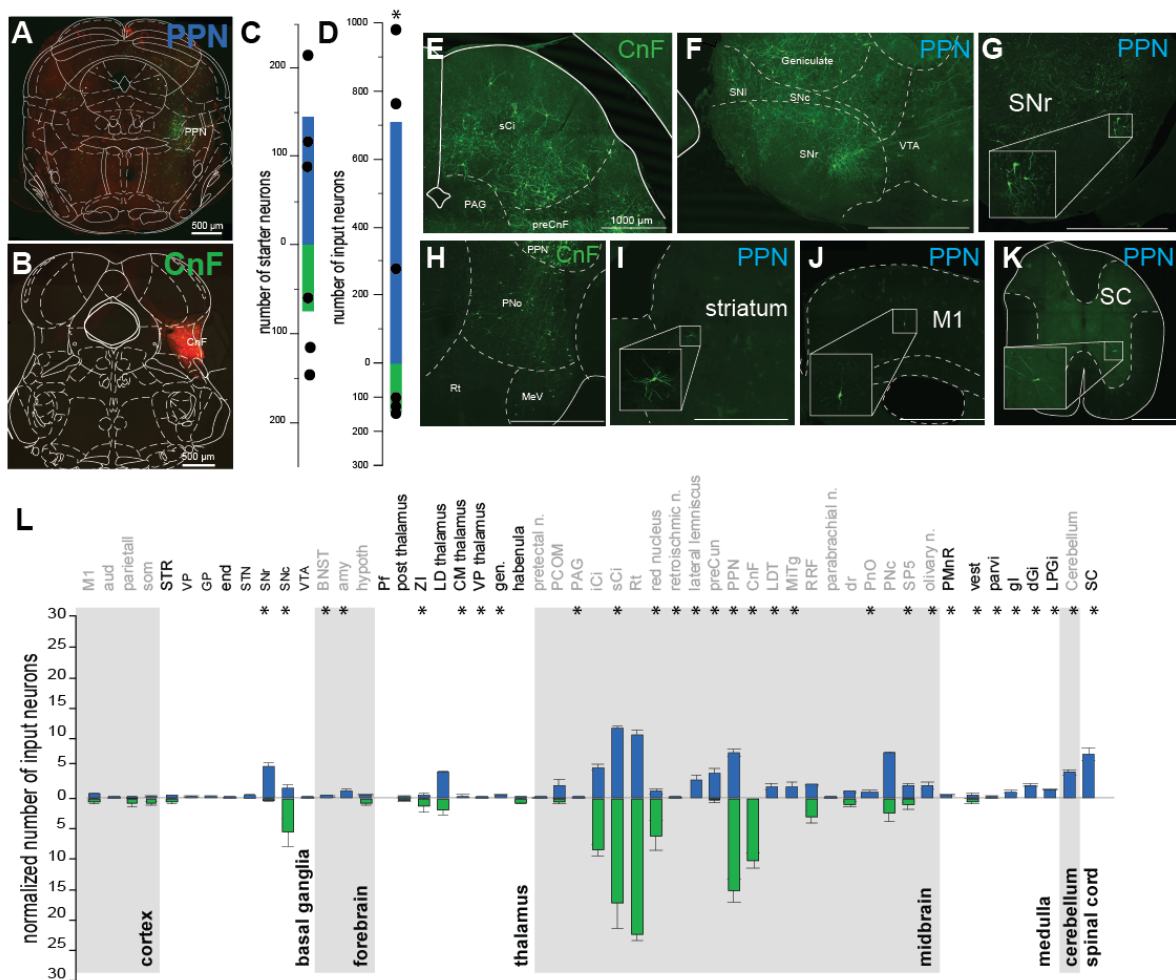 A
PPN
PPN
500 µm
B
CnF
CnF
500 µm
C
number of starter neurons
200
100
0
100
200
D
*
number of input neurons
1000
800
600
400
200
0
100
200
300
E
CnF
sCi
PAG
preCnF
1000 µm
F
PPN
Geniculate
SNl
SNc
SNr
VTA
G
PPN
SNr
H
CnF
PPN
PNo
Rt
MeV
I
PPN
striatum
J
PPN
M1
K
PPN
SC
L
M1
aud
parietall
som
STR
VP
GP
end
STN
SNr
SNc
VTA
BNST
amy
hypoth
Pf
post thalamus
ZI
LD thalamus
CM thalamus
VP thalamus
gen.
habenula
pretectal n.
PCOM
PAG
iCi
sCi
Rt
red nucleus
retroischmic n.
lateral lemniscus
preCun
PPN
CnF
LDT
MiTg
RRF
parabrachial n.
dr
PnO
PNc
SP5
olivary n.
PMnR
vest
parvi
gl
dGi
LPGi
Cerebellum
SC
* * * * * * * * * * * * * * * * * * * * * * * * * * *
normalized number of input neurons
30
25
20
15
10
5
0
5
10
15
20
25
30
cortex
basal ganglia
forebrain
thalamus
midbrain
medulla
cerebellum
spinal cord